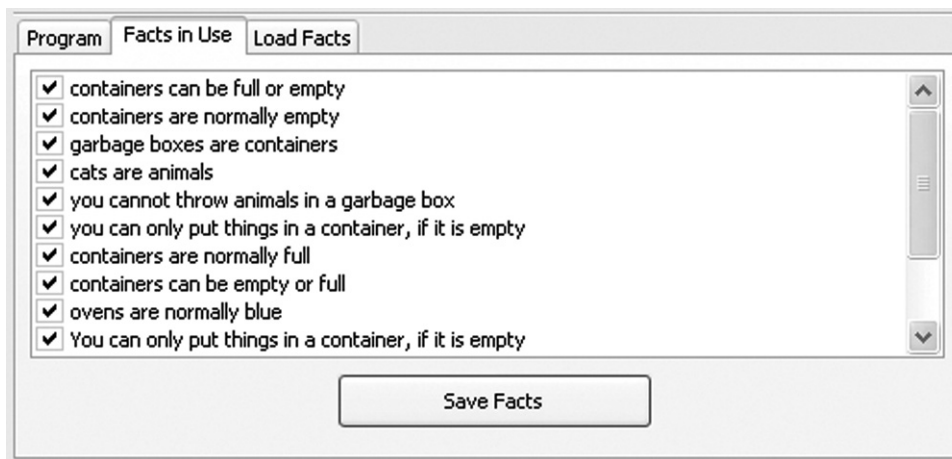 Program Facts in Use Load Facts
containers can be full or empty
containers are normally empty
garbage boxes are containers
cats are animals
you cannot throw animals in a garbage box
you can only put things in a container, if it is empty
containers are normally full
containers can be empty or full
ovens are normally blue
You can only put things in a container, if it is empty
Save Facts